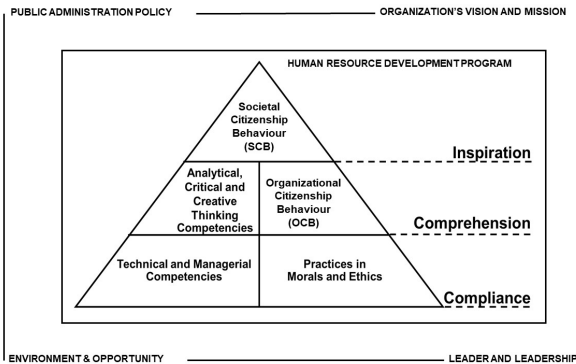 PUBLIC ADMINISTRATION POLICY
ORGANIZATION'S VISION AND MISSION
HUMAN RESOURCE DEVELOPMENT PROGRAM
Societal
Citizenship
Behaviour
(SCB)
Inspiration
Analytical,
Critical and
Creative
Thinking
Competencies
Organizational
Citizenship
Behaviour
(OCB)
Comprehension
Technical and Managerial
Competencies
Practices in
Morals and Ethics
Compliance
ENVIRONMENT & OPPORTUNITY
LEADER AND LEADERSHIP